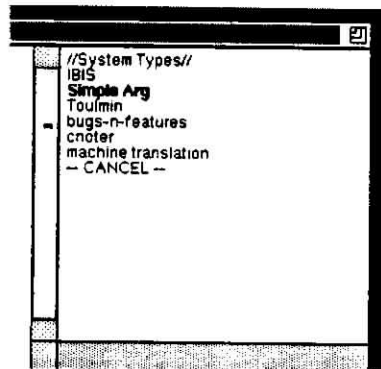 //System Types//
IBIS
Simple Arg
Toulmin
bugs-n-features
cnoter
machine translation
-- CANCEL --